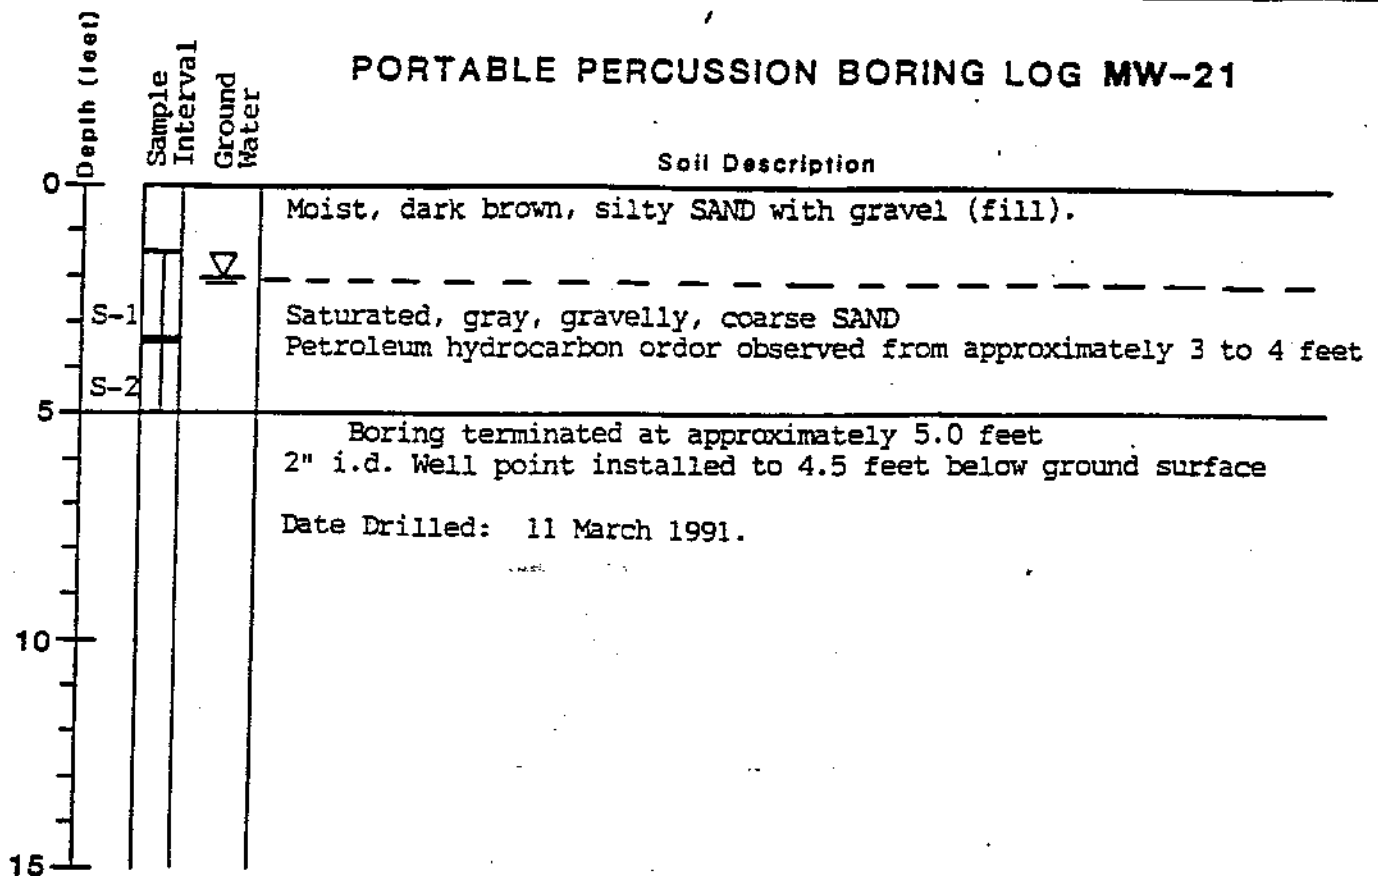 PORTABLE PERCUSSION BORING LOG MW-21
Depth (feet)
Sample Interval
Ground Water
Soil Description
0
Moist, dark brown, silty SAND with gravel (fill).
S-1
Saturated, gray, gravelly, coarse SAND
Petroleum hydrocarbon ordor observed from approximately 3 to 4 feet
S-2
5
Boring terminated at approximately 5.0 feet
2" i.d. Well point installed to 4.5 feet below ground surface
Date Drilled: 11 March 1991.
10
15